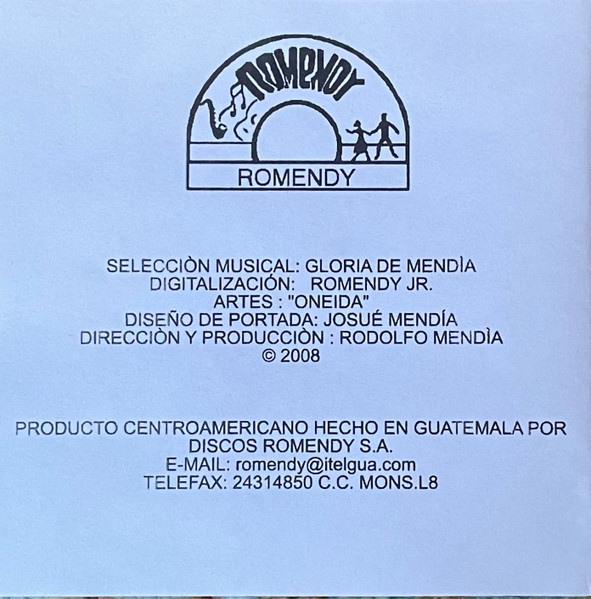 ROMENDY
ROMENDY
SELECCIÒN MUSICAL: GLORIA DE MENDÌA
DIGITALIZACIÓN: ROMENDY JR.
ARTES : "ONEIDA"
DISEÑO DE PORTADA: JOSUÉ MENDÍA
DIRECCIÒN Y PRODUCCIÒN : RODOLFO MENDÌA
© 2008
PRODUCTO CENTROAMERICANO HECHO EN GUATEMALA POR
DISCOS ROMENDY S.A.
E-MAIL: romendy@itelgua.com
TELEFAX: 24314850 C.C. MONS.L8